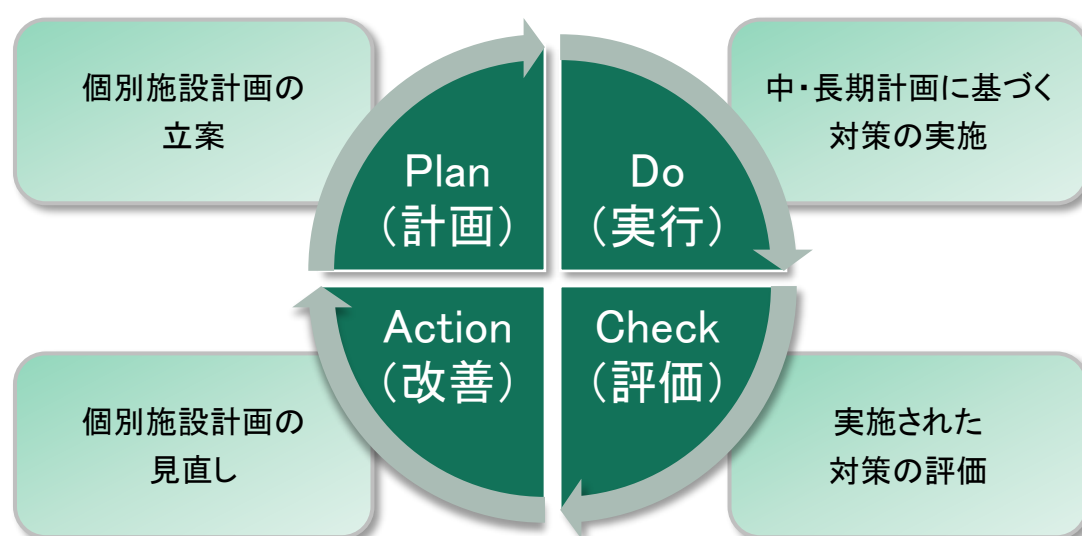 個別施設計画の
立案
Plan
（計画）
Do
（実行）
中・長期計画に基づく
対策の実施
個別施設計画の
見直し
Action
（改善）
Check
（評価）
実施された
対策の評価